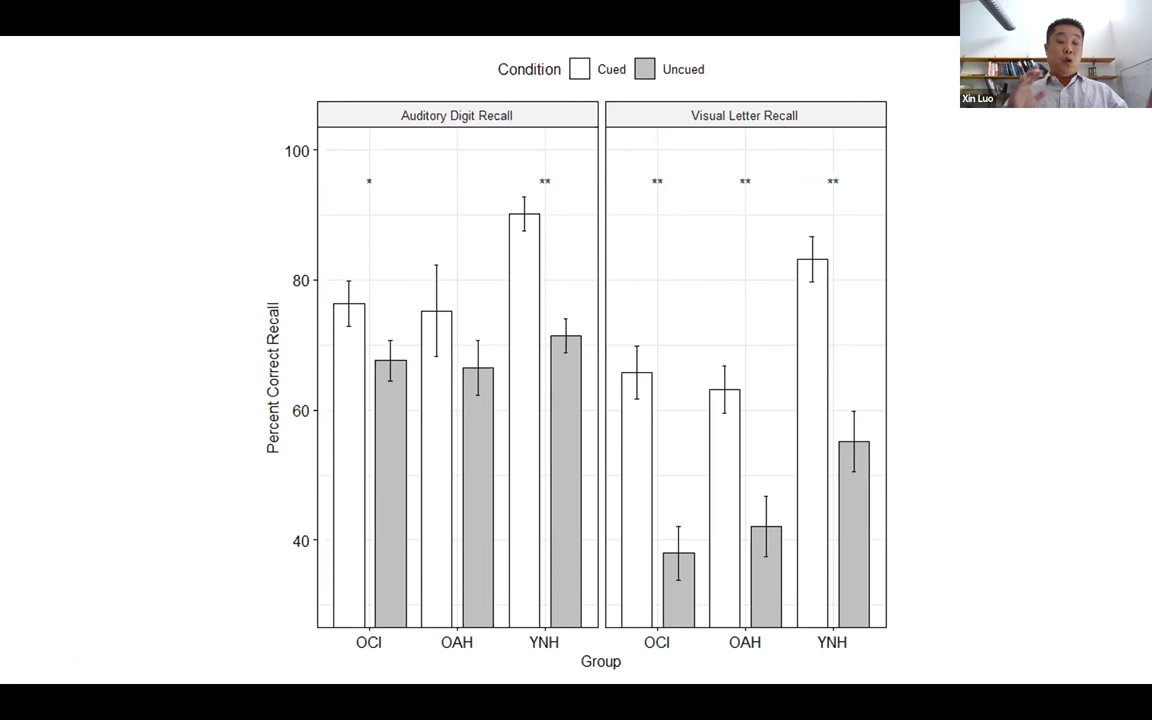 Xin Luo
Condition Cued Uncued
Auditory Digit Recall
Visual Letter Recall
100
80
60
40
*
**
**
**
**
Percent Correct Recall
OCI OAH YNH
OCI OAH YNH
Group